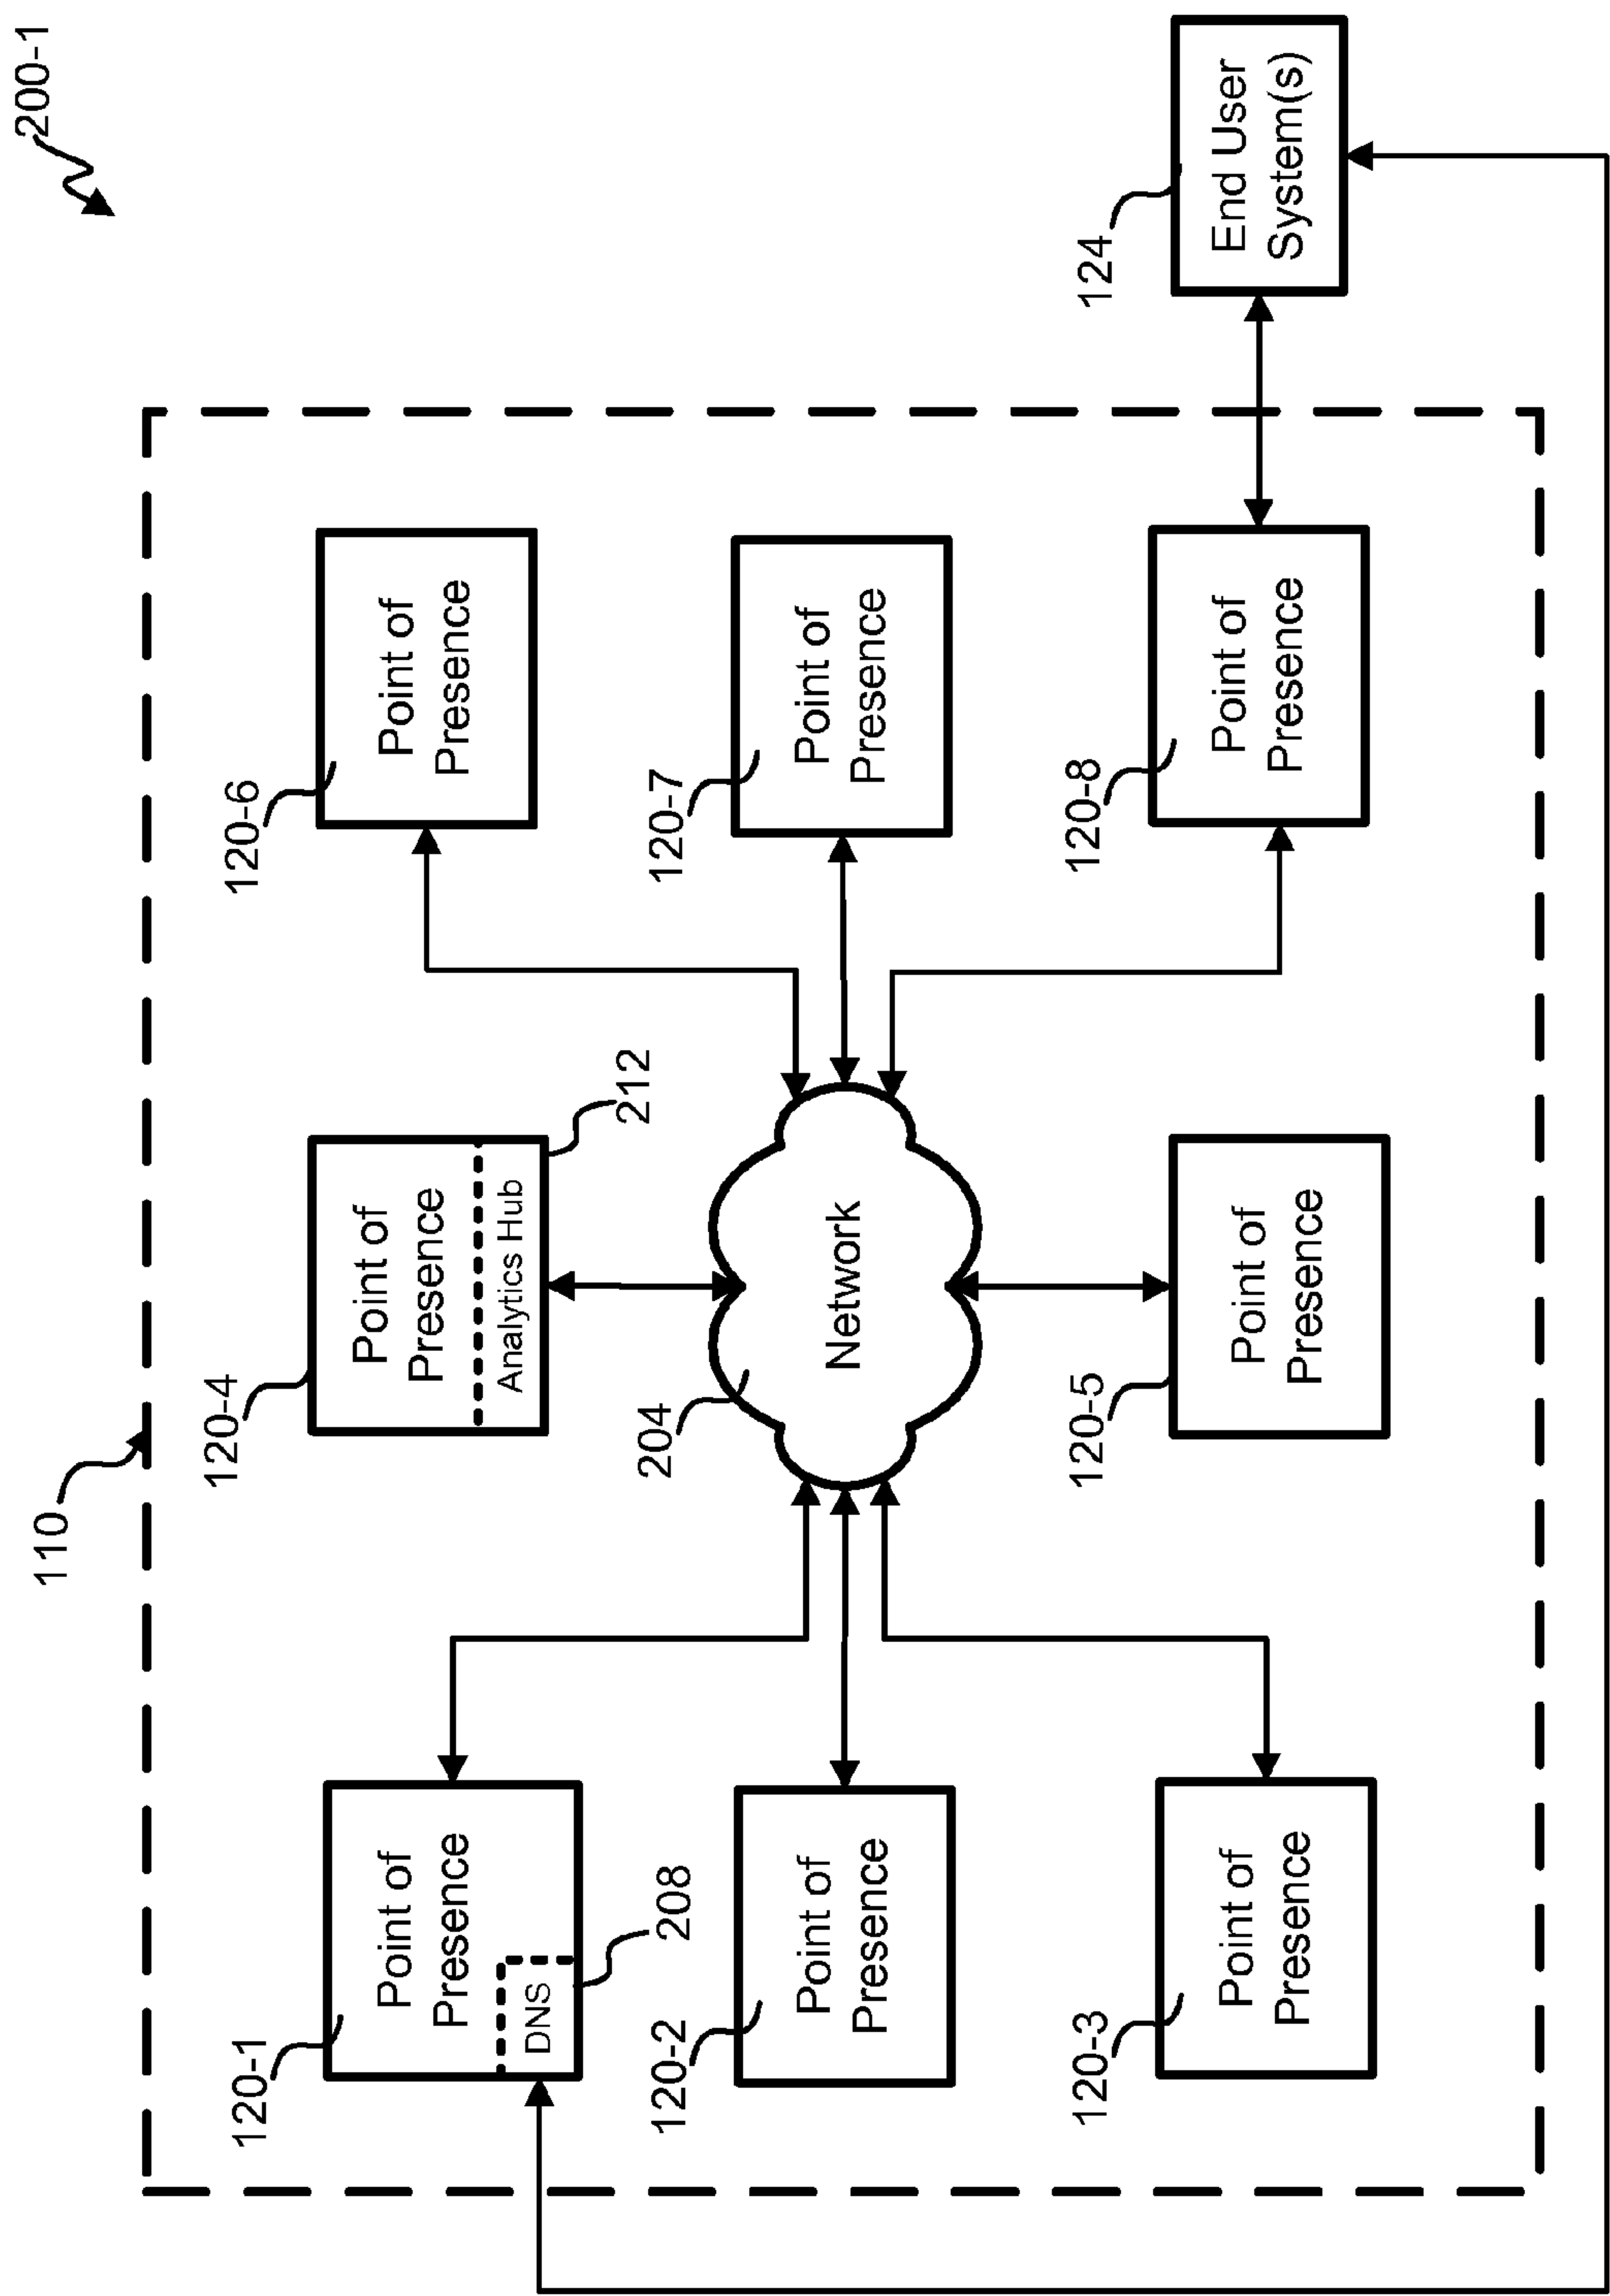 200-1
110
120-1
Point of
Presence
DNS
208
120-4
Point of
Presence
Analytics Hub
212
120-6
Point of
Presence
120-2
Point of
Presence
204
Network
120-7
Point of
Presence
120-3
Point of
Presence
120-5
Point of
Presence
120-8
Point of
Presence
124
End User
System(s)